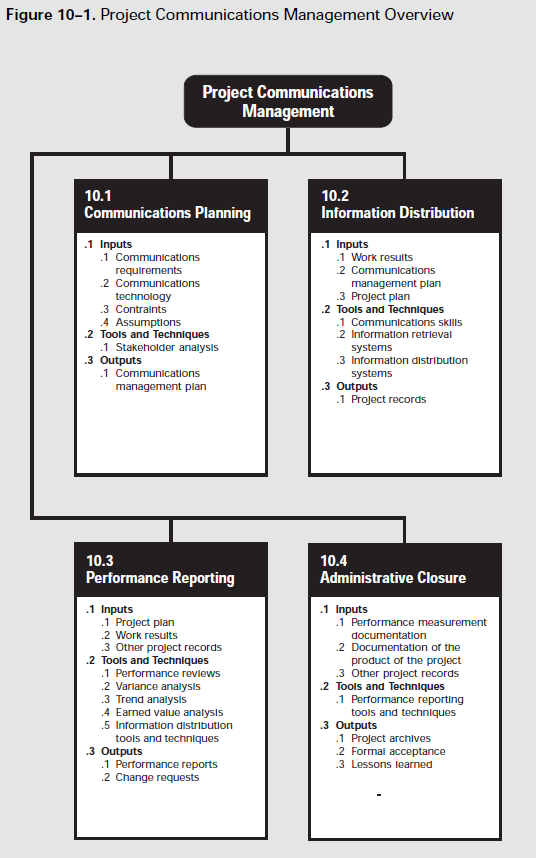 Figure 10–1. Project Communications Management Overview
Project Communications
Management
10.1
Communications Planning
.1 Inputs
.1 Communications
requirements
.2 Communications
technology
.3 Contraints
.4 Assumptions
.2 Tools and Techniques
.1 Stakeholder analysis
.3 Outputs
.1 Communications
management plan
10.2
Information Distribution
.1 Inputs
.1 Work results
.2 Communications
management plan
.3 Project plan
.2 Tools and Techniques
.1 Communications skills
.2 Information retrieval
systems
.3 Information distribution
systems
.3 Outputs
.1 Project records
10.3
Performance Reporting
.1 Inputs
.1 Project plan
.2 Work results
.3 Other project records
.2 Tools and Techniques
.1 Performance reviews
.2 Variance analysis
.3 Trend analysis
.4 Earned value analysis
.5 Information distribution
tools and techniques
.3 Outputs
.1 Performance reports
.2 Change requests
10.4
Administrative Closure
.1 Inputs
.1 Performance measurement
documentation
.2 Documentation of the
product of the project
.3 Other project records
.2 Tools and Techniques
.1 Performance reporting
tools and techniques
.3 Outputs
.1 Project archives
.2 Formal acceptance
.3 Lessons learned
-